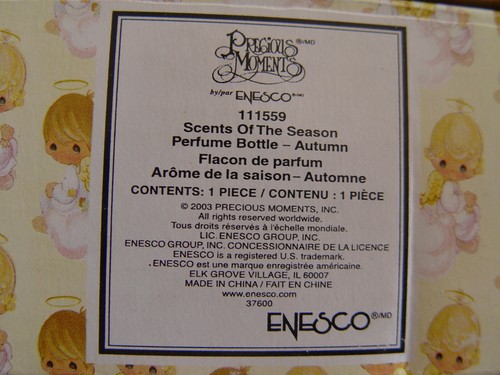 PRECIOUS ®/MD
MOMENTS
by/par ENESCO ®/MD
111559
Scents Of The Season
Perfume Bottle – Autumn
Flacon de parfum
Arôme de la saison – Automne
CONTENTS: 1 PIECE / CONTENU : 1 PIÈCE
© 2003 PRECIOUS MOMENTS, INC.
All rights reserved worldwide.
Tous droits réservés à l'échelle mondiale.
LIC. ENESCO GROUP, INC.
ENESCO GROUP, INC. CONCESSIONNAIRE DE LA LICENCE
ENESCO is a registered U.S. trademark.
ENESCO est une marque enregistrée américaine.
ELK GROVE VILLAGE, IL 60007
MADE IN CHINA / FAIT EN CHINE
www.enesco.com
37600
ENESCO ®/MD